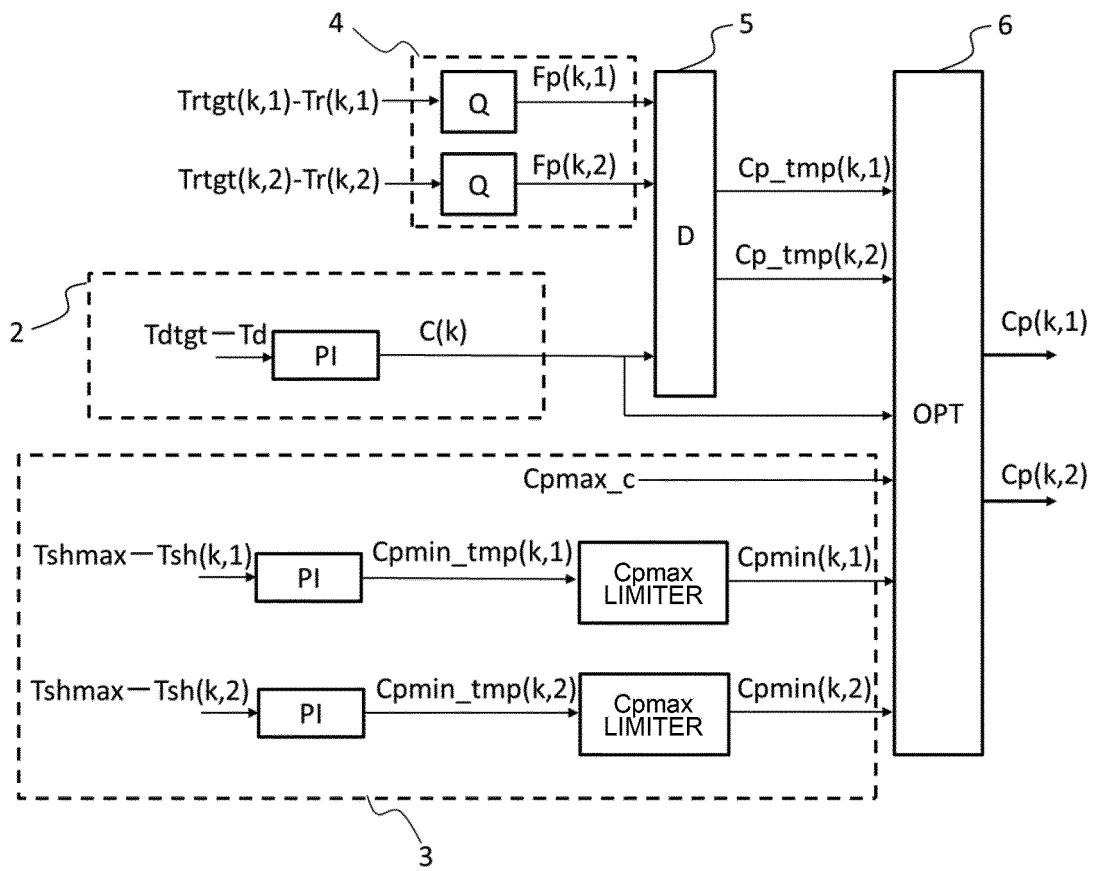 4
5
6
Trtgt(k,1)-Tr(k,1)
Q
Fp(k,1)
Trtgt(k,2)-Tr(k,2)
Q
Fp(k,2)
D
Cp_tmp(k,1)
Cp_tmp(k,2)
2
Tdtgt－Td
PI
C(k)
OPT
Cp(k,1)
Cp(k,2)
Cpmax_c
Tshmax－Tsh(k,1)
PI
Cpmin_tmp(k,1)
Cpmax
LIMITER
Cpmin(k,1)
Tshmax－Tsh(k,2)
PI
Cpmin_tmp(k,2)
Cpmax
LIMITER
Cpmin(k,2)
3